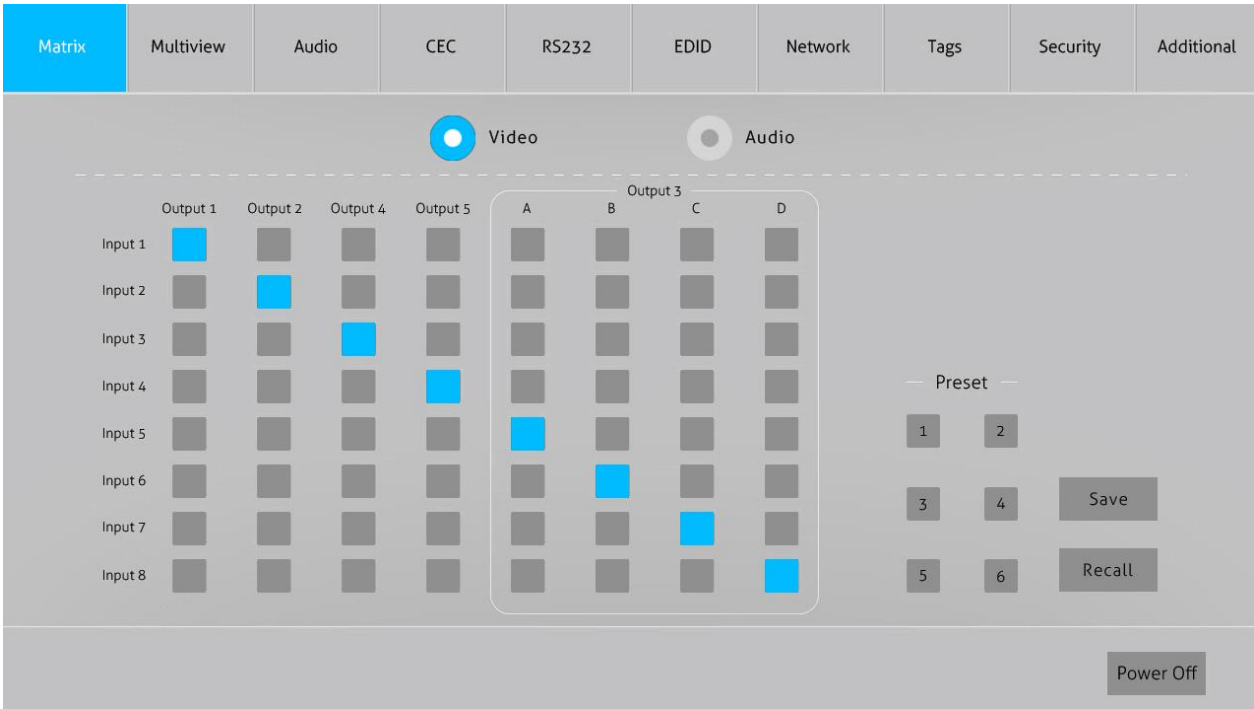 Matrix Multiview Audio CEC RS232 EDID Network Tags Security Additional
Video Audio
Output 3
Output 1 Output 2 Output 4 Output 5 A B C D
Input 1
Input 2
Input 3
Input 4
Preset
Input 5
1 2
Input 6
3 4 Save
Input 7
Input 8
5 6 Recall
Power Off